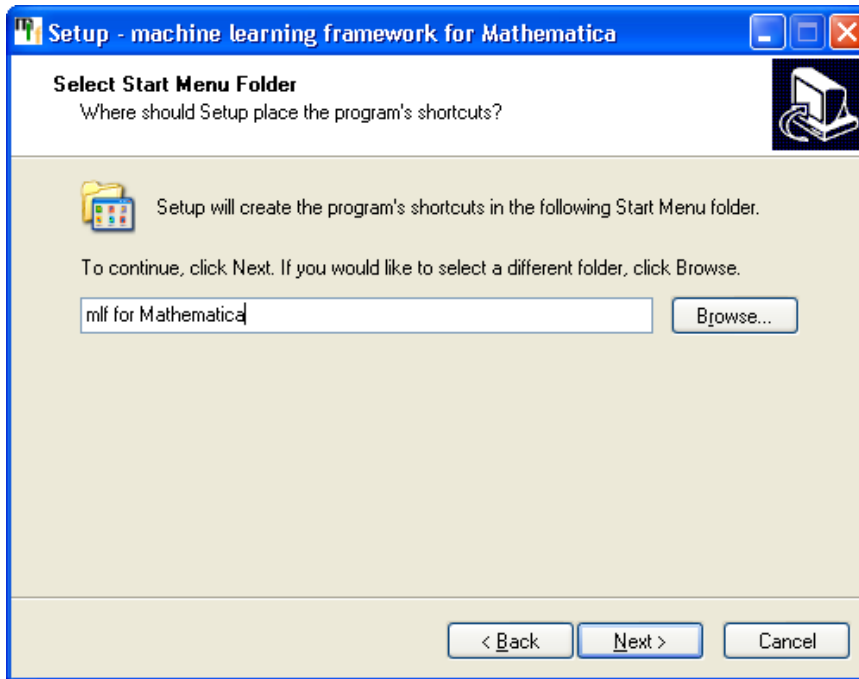 Setup - machine learning framework for Mathematica
Select Start Menu Folder
Where should Setup place the program's shortcuts?
Setup will create the program's shortcuts in the following Start Menu folder.
To continue, click Next. If you would like to select a different folder, click Browse.
mlf for Mathematica
Browse...
< Back
Next >
Cancel